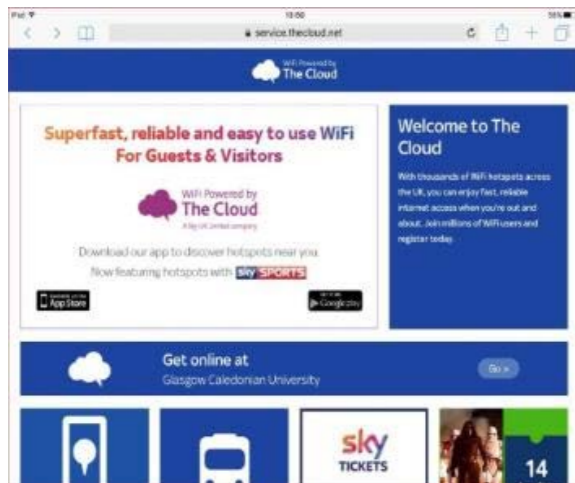 iPad
13:50
service.thecloud.net
WiFi Powered by
The Cloud
Superfast, reliable and easy to use WiFi
For Guests & Visitors
WiFi Powered by
The Cloud
Download our app to discover hotspots near you.
Now featuring hotspots with sky SPORTS
App Store
Google play
Welcome to The
Cloud
With thousands of WiFi hotspots across
the UK, you can enjoy fast, reliable
internet access when you're out and
about. Join millions of WiFi users and
register today.
Get online at
Glasgow Caledonian University
Go »
sky
TICKETS
14